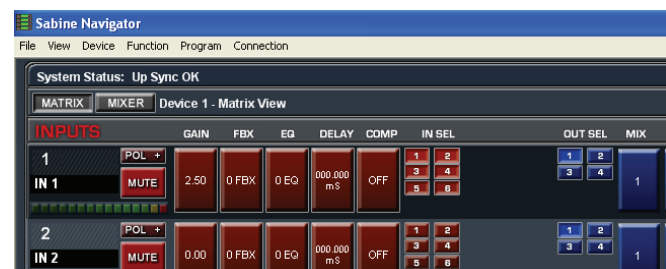 Sabine Navigator
File View Device Function Program Connection
System Status: Up Sync OK
MATRIX MIXER Device 1 - Matrix View
INPUTS GAIN FBX EQ DELAY COMP IN SEL OUT SEL MIX
1 POL +
IN 1 MUTE 2.50 0 FBX 0 EQ 000.000 mS OFF 1 2 3 4 5 6 1 2 3 4 1
2 POL +
IN 2 MUTE 0.00 0 FBX 0 EQ 000.000 mS OFF 1 2 3 4 5 6 1 2 3 4 1